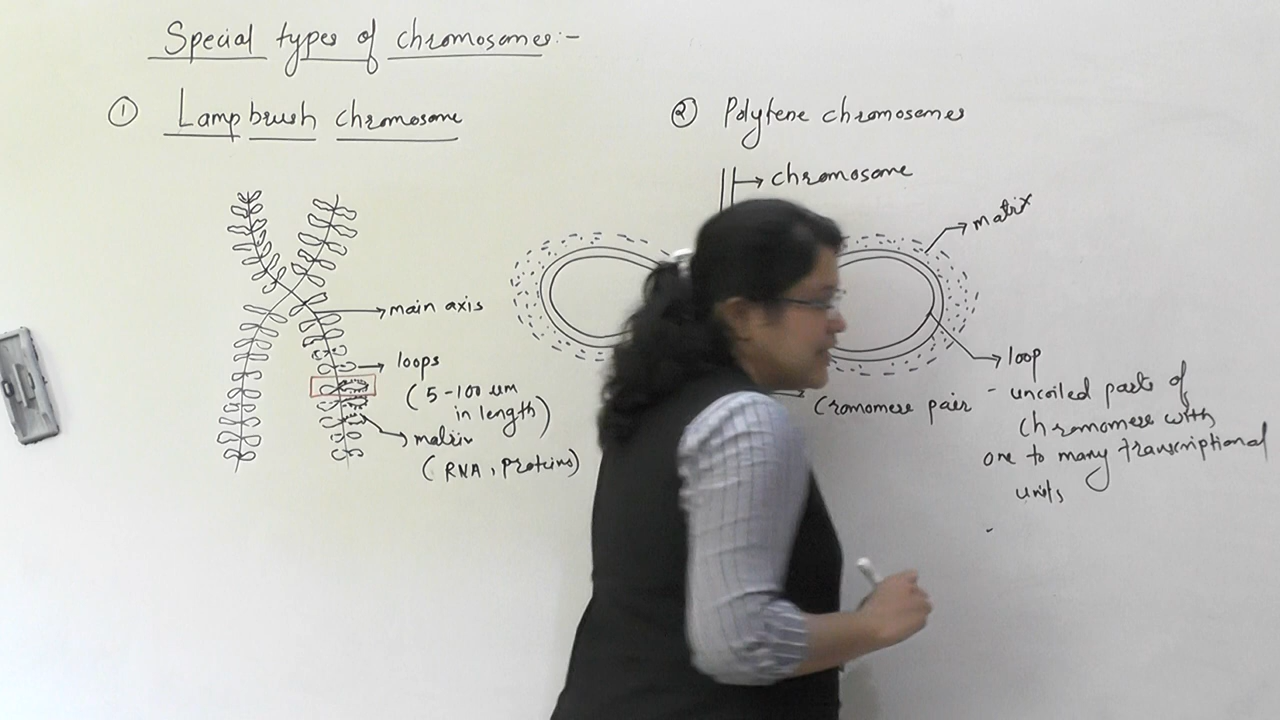 Special types of chromosomes:-
① Lampbrush chromosome
② Polytene chromosomes
chromosome
matrix
main axis
loops
(5-100 um
in length)
matrix
(RNA, proteins)
Cromomere pair
loop
- uncoiled parts of
chromomere with
one to many transcriptional
units
-